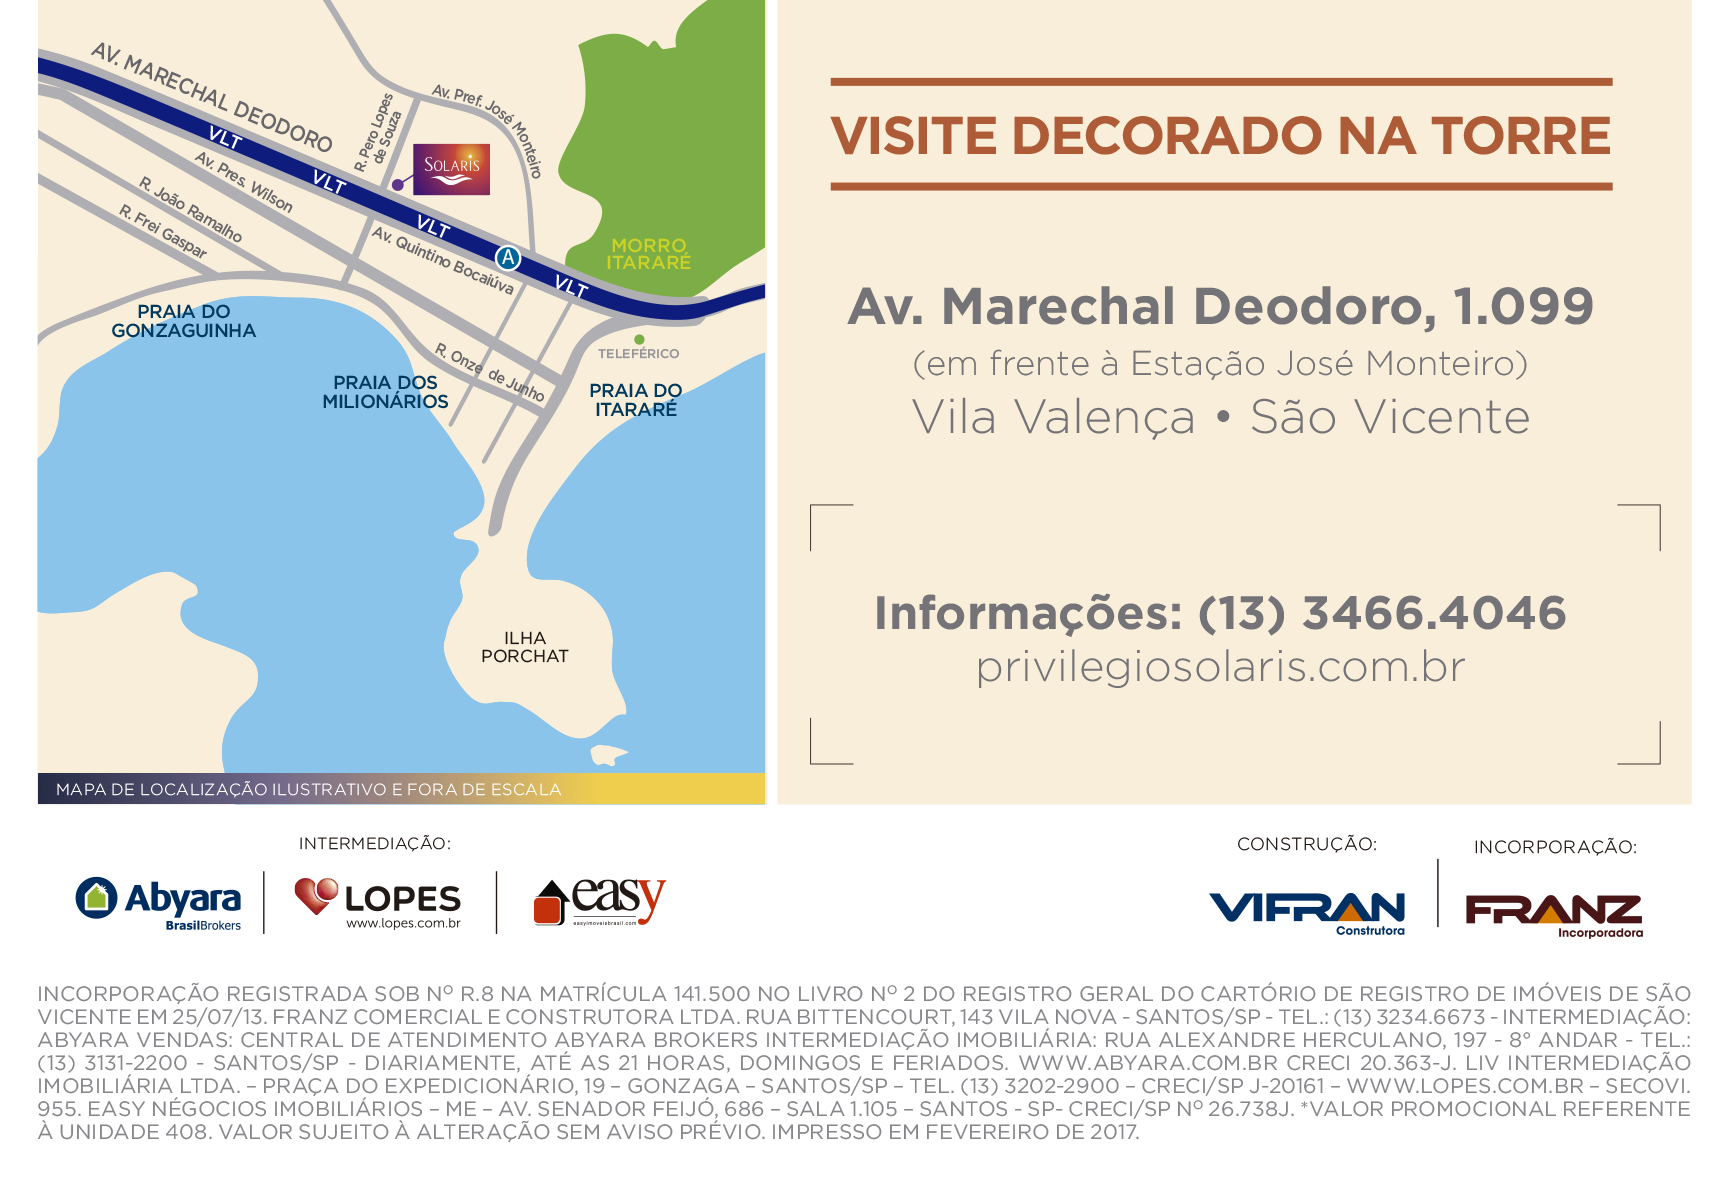 AV. MARECHAL DEODORO
VLT
VLT
VLT
VLT
R. Pero Lopes
de Souza
Av. Pref. José Monteiro
SOLARIS
Av. Pres. Wilson
R. João Ramalho
R. Frei Gaspar
Av. Quintino Bocaiúva
A
MORRO
ITARARÉ
PRAIA DO
GONZAGUINHA
TELEFÉRICO
R. Onze de Junho
PRAIA DOS
MILIONÁRIOS
PRAIA DO
ITARARÉ
ILHA
PORCHAT
MAPA DE LOCALIZAÇÃO ILUSTRATIVO E FORA DE ESCALA
VISITE DECORADO NA TORRE
Av. Marechal Deodoro, 1.099
(em frente à Estação José Monteiro)
Vila Valença • São Vicente
Informações: (13) 3466.4046
privilegiosolaris.com.br
INTERMEDIAÇÃO:
Abyara
BrasilBrokers
LOPES
www.lopes.com.br
easy
easyimoveisbrasil.com
CONSTRUÇÃO:
VIFRAN
Construtora
INCORPORAÇÃO:
FRANZ
Incorporadora
INCORPORAÇÃO REGISTRADA SOB Nº R.8 NA MATRÍCULA 141.500 NO LIVRO Nº 2 DO REGISTRO GERAL DO CARTÓRIO DE REGISTRO DE IMÓVEIS DE SÃO
VICENTE EM 25/07/13. FRANZ COMERCIAL E CONSTRUTORA LTDA. RUA BITTENCOURT, 143 VILA NOVA - SANTOS/SP - TEL.: (13) 3234.6673 - INTERMEDIAÇÃO:
ABYARA VENDAS: CENTRAL DE ATENDIMENTO ABYARA BROKERS INTERMEDIAÇÃO IMOBILIÁRIA: RUA ALEXANDRE HERCULANO, 197 - 8° ANDAR - TEL.:
(13) 3131-2200 - SANTOS/SP - DIARIAMENTE, ATÉ AS 21 HORAS, DOMINGOS E FERIADOS. WWW.ABYARA.COM.BR CRECI 20.363-J. LIV INTERMEDIAÇÃO
IMOBILIÁRIA LTDA. – PRAÇA DO EXPEDICIONÁRIO, 19 – GONZAGA – SANTOS/SP – TEL. (13) 3202-2900 – CRECI/SP J-20161 – WWW.LOPES.COM.BR – SECOVI.
955. EASY NÉGOCIOS IMOBILIÁRIOS – ME – AV. SENADOR FEIJÓ, 686 – SALA 1.105 – SANTOS - SP- CRECI/SP Nº 26.738J. *VALOR PROMOCIONAL REFERENTE
À UNIDADE 408. VALOR SUJEITO À ALTERAÇÃO SEM AVISO PRÉVIO. IMPRESSO EM FEVEREIRO DE 2017.